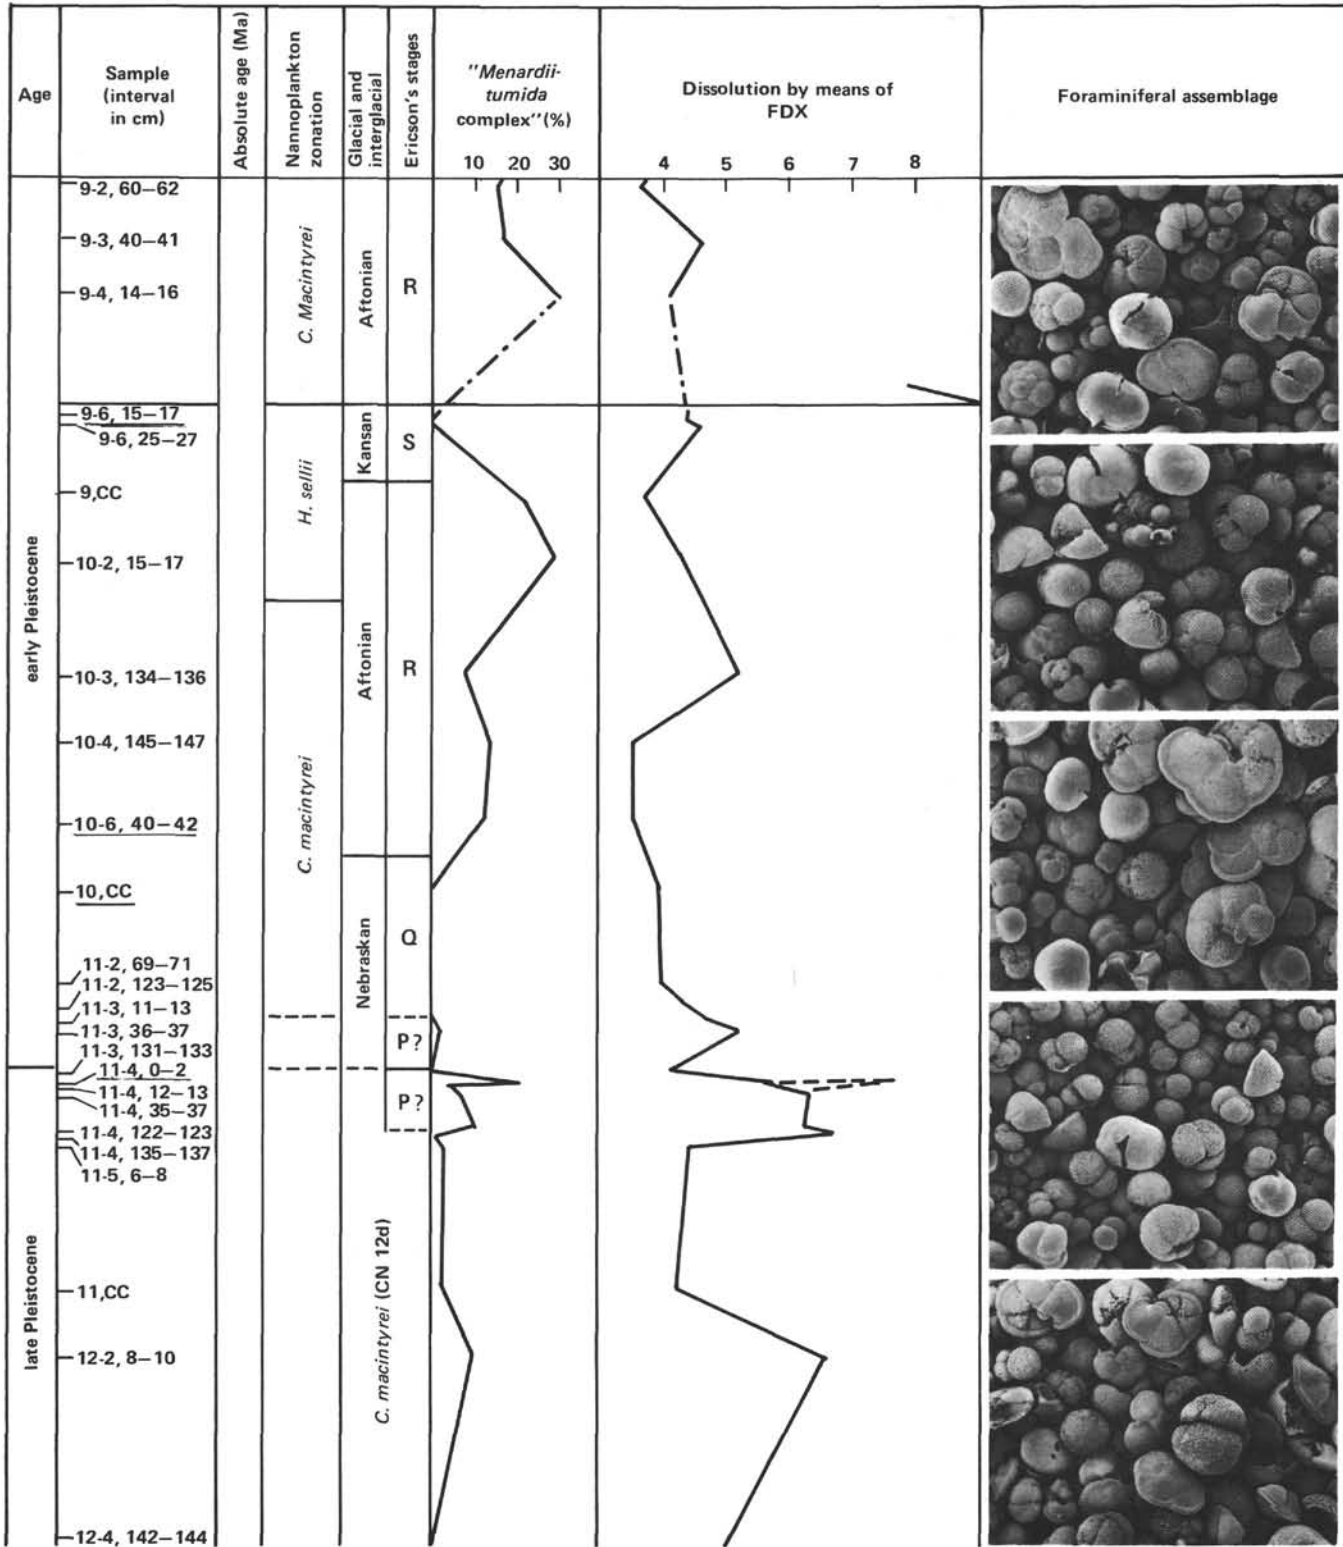 Age
Sample
(interval
in cm)
Absolute age (Ma)
Nannoplankton
zonation
Glacial and
interglacial
Ericson's stages
"Menardii-
tumida
complex" (%)
10 20 30
Dissolution by means of
FDX
4 5 6 7 8
Foraminiferal assemblage
early Pleistocene
late Pleistocene
9-2, 60–62
9-3, 40–41
9-4, 14–16
9-6, 15–17
9-6, 25–27
9,CC
10-2, 15–17
10-3, 134–136
10-4, 145–147
10-6, 40–42
10,CC
11-2, 69–71
11-2, 123–125
11-3, 11–13
11-3, 36–37
11-3, 131–133
11-4, 0–2
11-4, 12–13
11-4, 35–37
11-4, 122–123
11-4, 135–137
11-5, 6–8
11,CC
12-2, 8–10
12-4, 142–144
C. Macintyrei
H. sellii
C. macintyrei
Aftonian
Kansan
Aftonian
Nebraskan
C. macintyrei (CN 12d)
R
S
R
Q
P?
P?